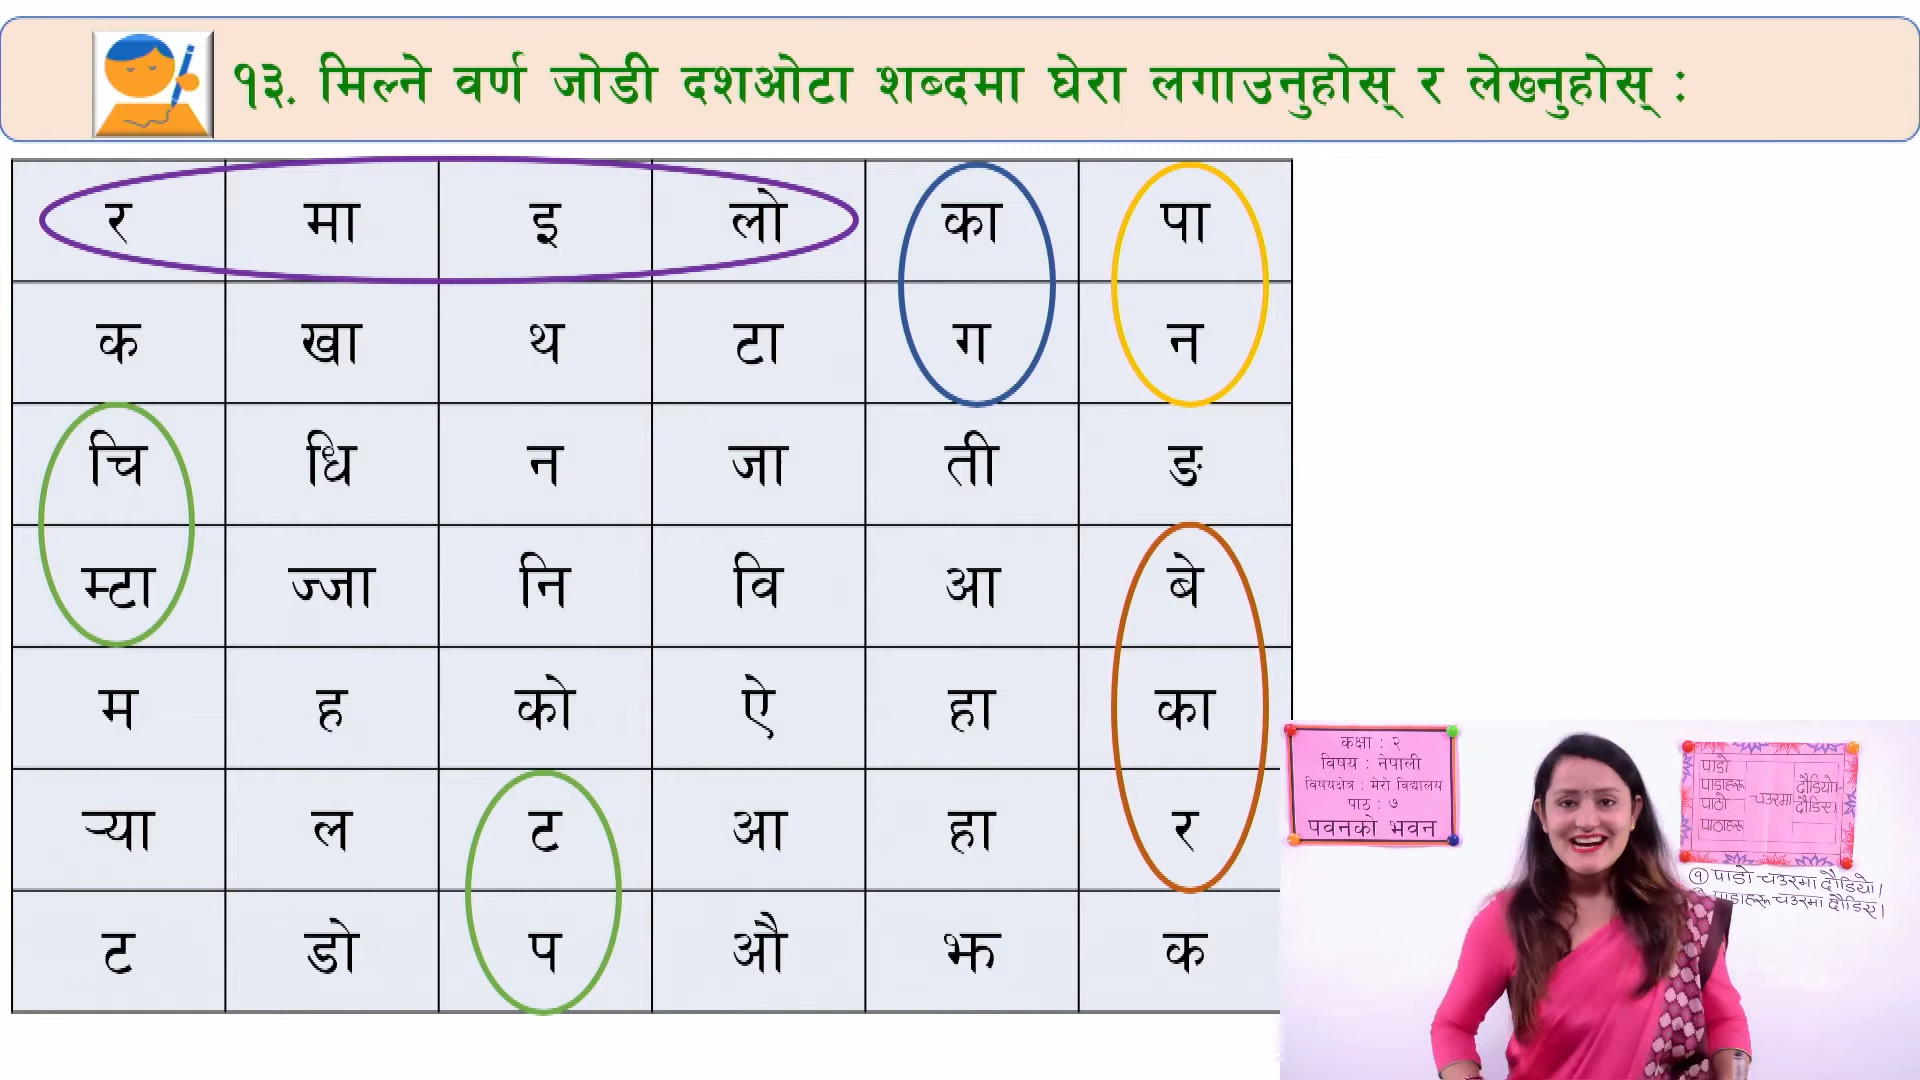 १३. मिल्ने वर्ण जोडी दशओटा शब्दमा घेरा लगाउनुहोस् र लेख्नुहोस् :
र मा इ लो का पा
क खा थ टा ग न
चि धि न जा ती ङ
म्टा ज्जा नि वि आ बे
म ह को ऐ हा का
ऱ्या ल ट आ हा र
ट डो प औ झ क
कक्षा : २
विषय : नेपाली
विषयक्षेत्र : मेरो विद्यालय
पाठ : ७
पवनको भवन
पाडो
पाडाहरू
पाठो
पाठाहरू
चउरमा
दौडियो।
दौडिए।
१ पाडो चउरमा दौडियो।
पाडाहरू चउरमा दौडिए।